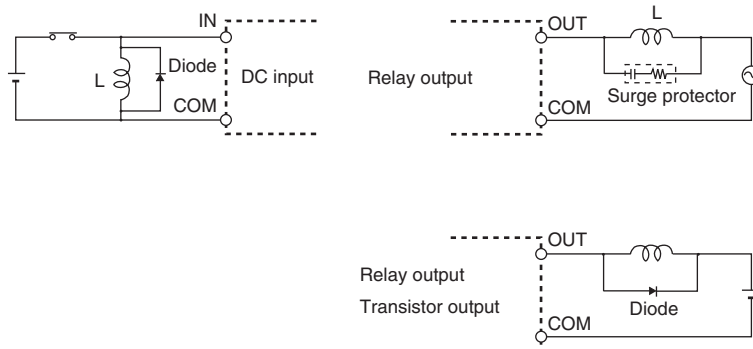 IN
L
Diode
DC input
COM
OUT
L
Relay output
Surge protector
COM
OUT
Relay output
Transistor output
Diode
COM